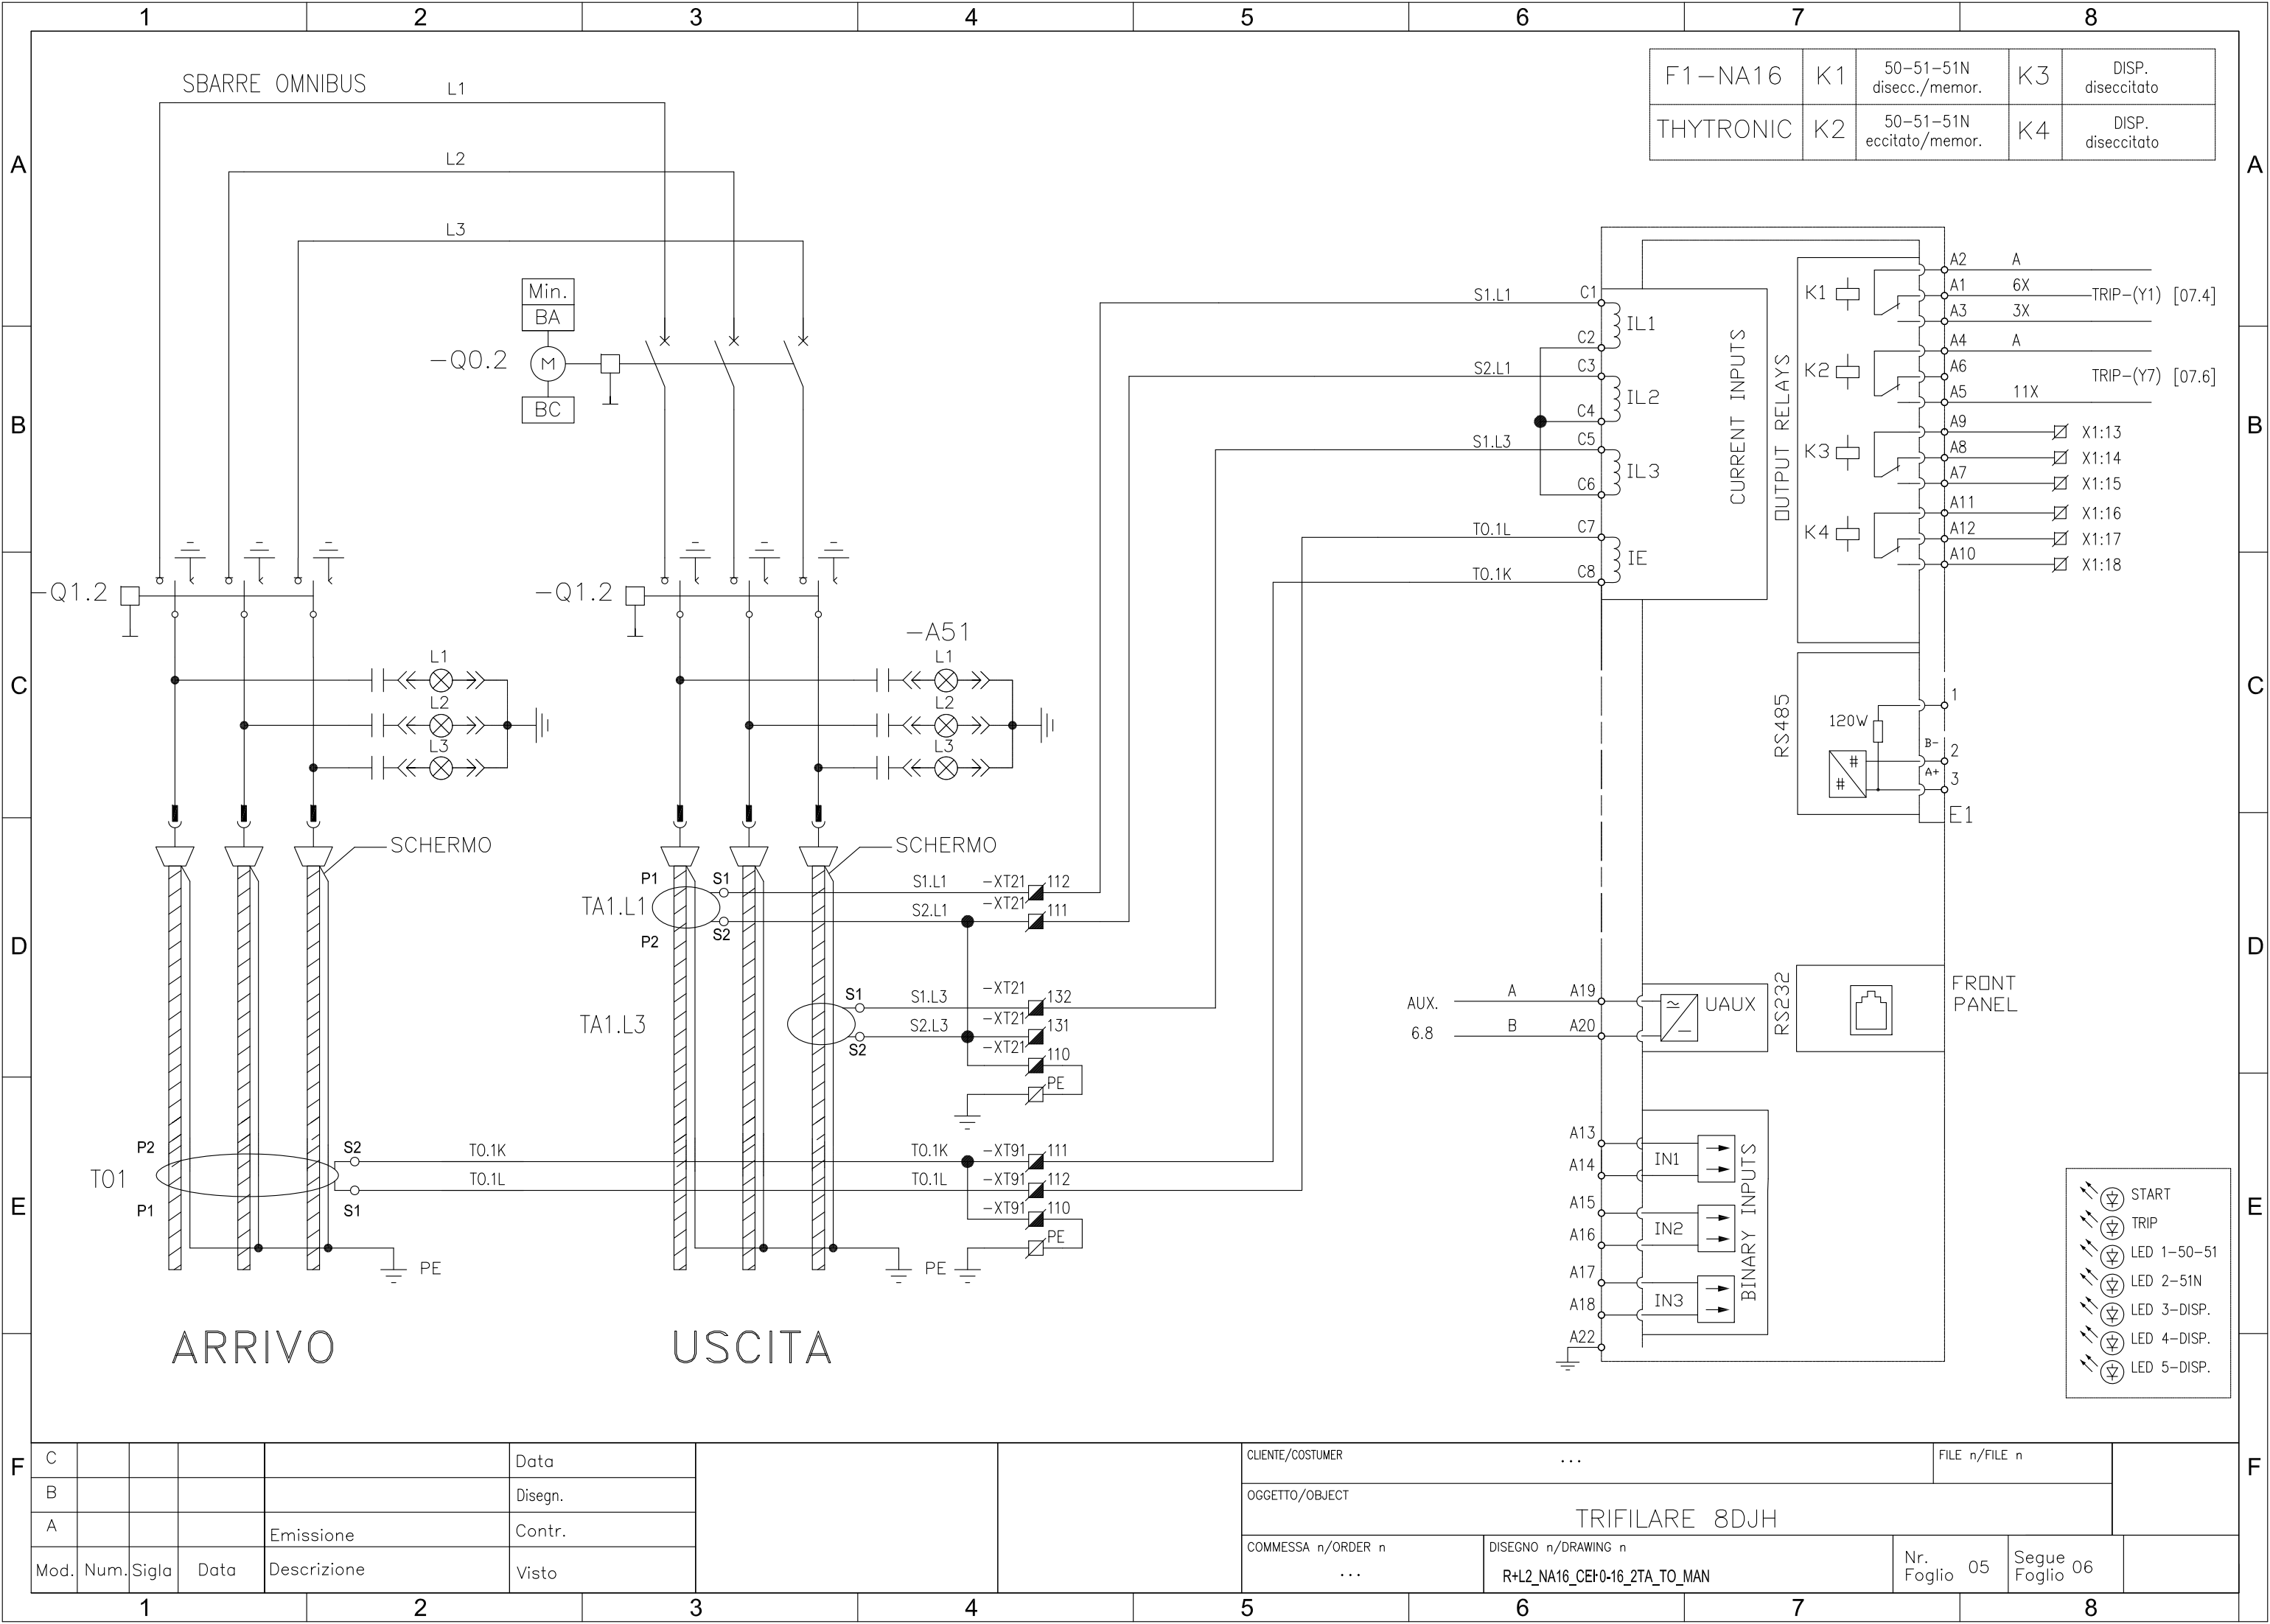 1 2 3 4 5 6 7 8
A
B
C
D
E
F
SBARRE OMNIBUS
L1
L2
L3
Min.
BA
-Q0.2
M
BC
-Q1.2
-Q1.2
-A51
L1
L2
L3
L1
L2
L3
SCHERMO
SCHERMO
P1
S1
TA1.L1
P2
S2
S1.L1
-XT21
112
S2.L1
-XT21
111
TA1.L3
S1
S2
S1.L3
-XT21
132
S2.L3
-XT21
131
-XT21
110
PE
P2
T01
P1
S2
S1
T0.1K
T0.1L
T0.1K
-XT91
111
T0.1L
-XT91
112
-XT91
110
PE
PE
PE
ARRIVO
USCITA
F1-NA16
K1
50-51-51N
disecc./memor.
K3
DISP.
diseccitato
THYTRONIC
K2
50-51-51N
eccitato/memor.
K4
DISP.
diseccitato
S1.L1
C1
IL1
C2
S2.L1
C3
IL2
C4
S1.L3
C5
IL3
C6
T0.1L
C7
IE
T0.1K
C8
CURRENT INPUTS
OUTPUT RELAYS
K1
A2
A
A1
6X
TRIP-(Y1) [07.4]
A3
3X
K2
A4
A
A6
TRIP-(Y7) [07.6]
A5
11X
K3
A9
X1:13
A8
X1:14
A7
X1:15
K4
A11
X1:16
A12
X1:17
A10
X1:18
RS485
120W
1
B-
2
A+
3
#
#
E1
AUX.
A
A19
6.8
B
A20
UAUX
RS232
FRONT
PANEL
A13
IN1
A14
A15
IN2
A16
A17
IN3
A18
A22
BINARY INPUTS
START
TRIP
LED 1-50-51
LED 2-51N
LED 3-DISP.
LED 4-DISP.
LED 5-DISP.
C
Data
B
Disegn.
A
Emissione
Contr.
Mod.
Num.
Sigla
Data
Descrizione
Visto
CLIENTE/COSTUMER
...
FILE n/FILE n
OGGETTO/OBJECT
TRIFILARE 8DJH
COMMESSA n/ORDER n
...
DISEGNO n/DRAWING n
R+L2_NA16_CEI-0-16_2TA_TO_MAN
Nr.
Foglio 05
Segue
Foglio 06
A
B
C
D
E
F
1 2 3 4 5 6 7 8